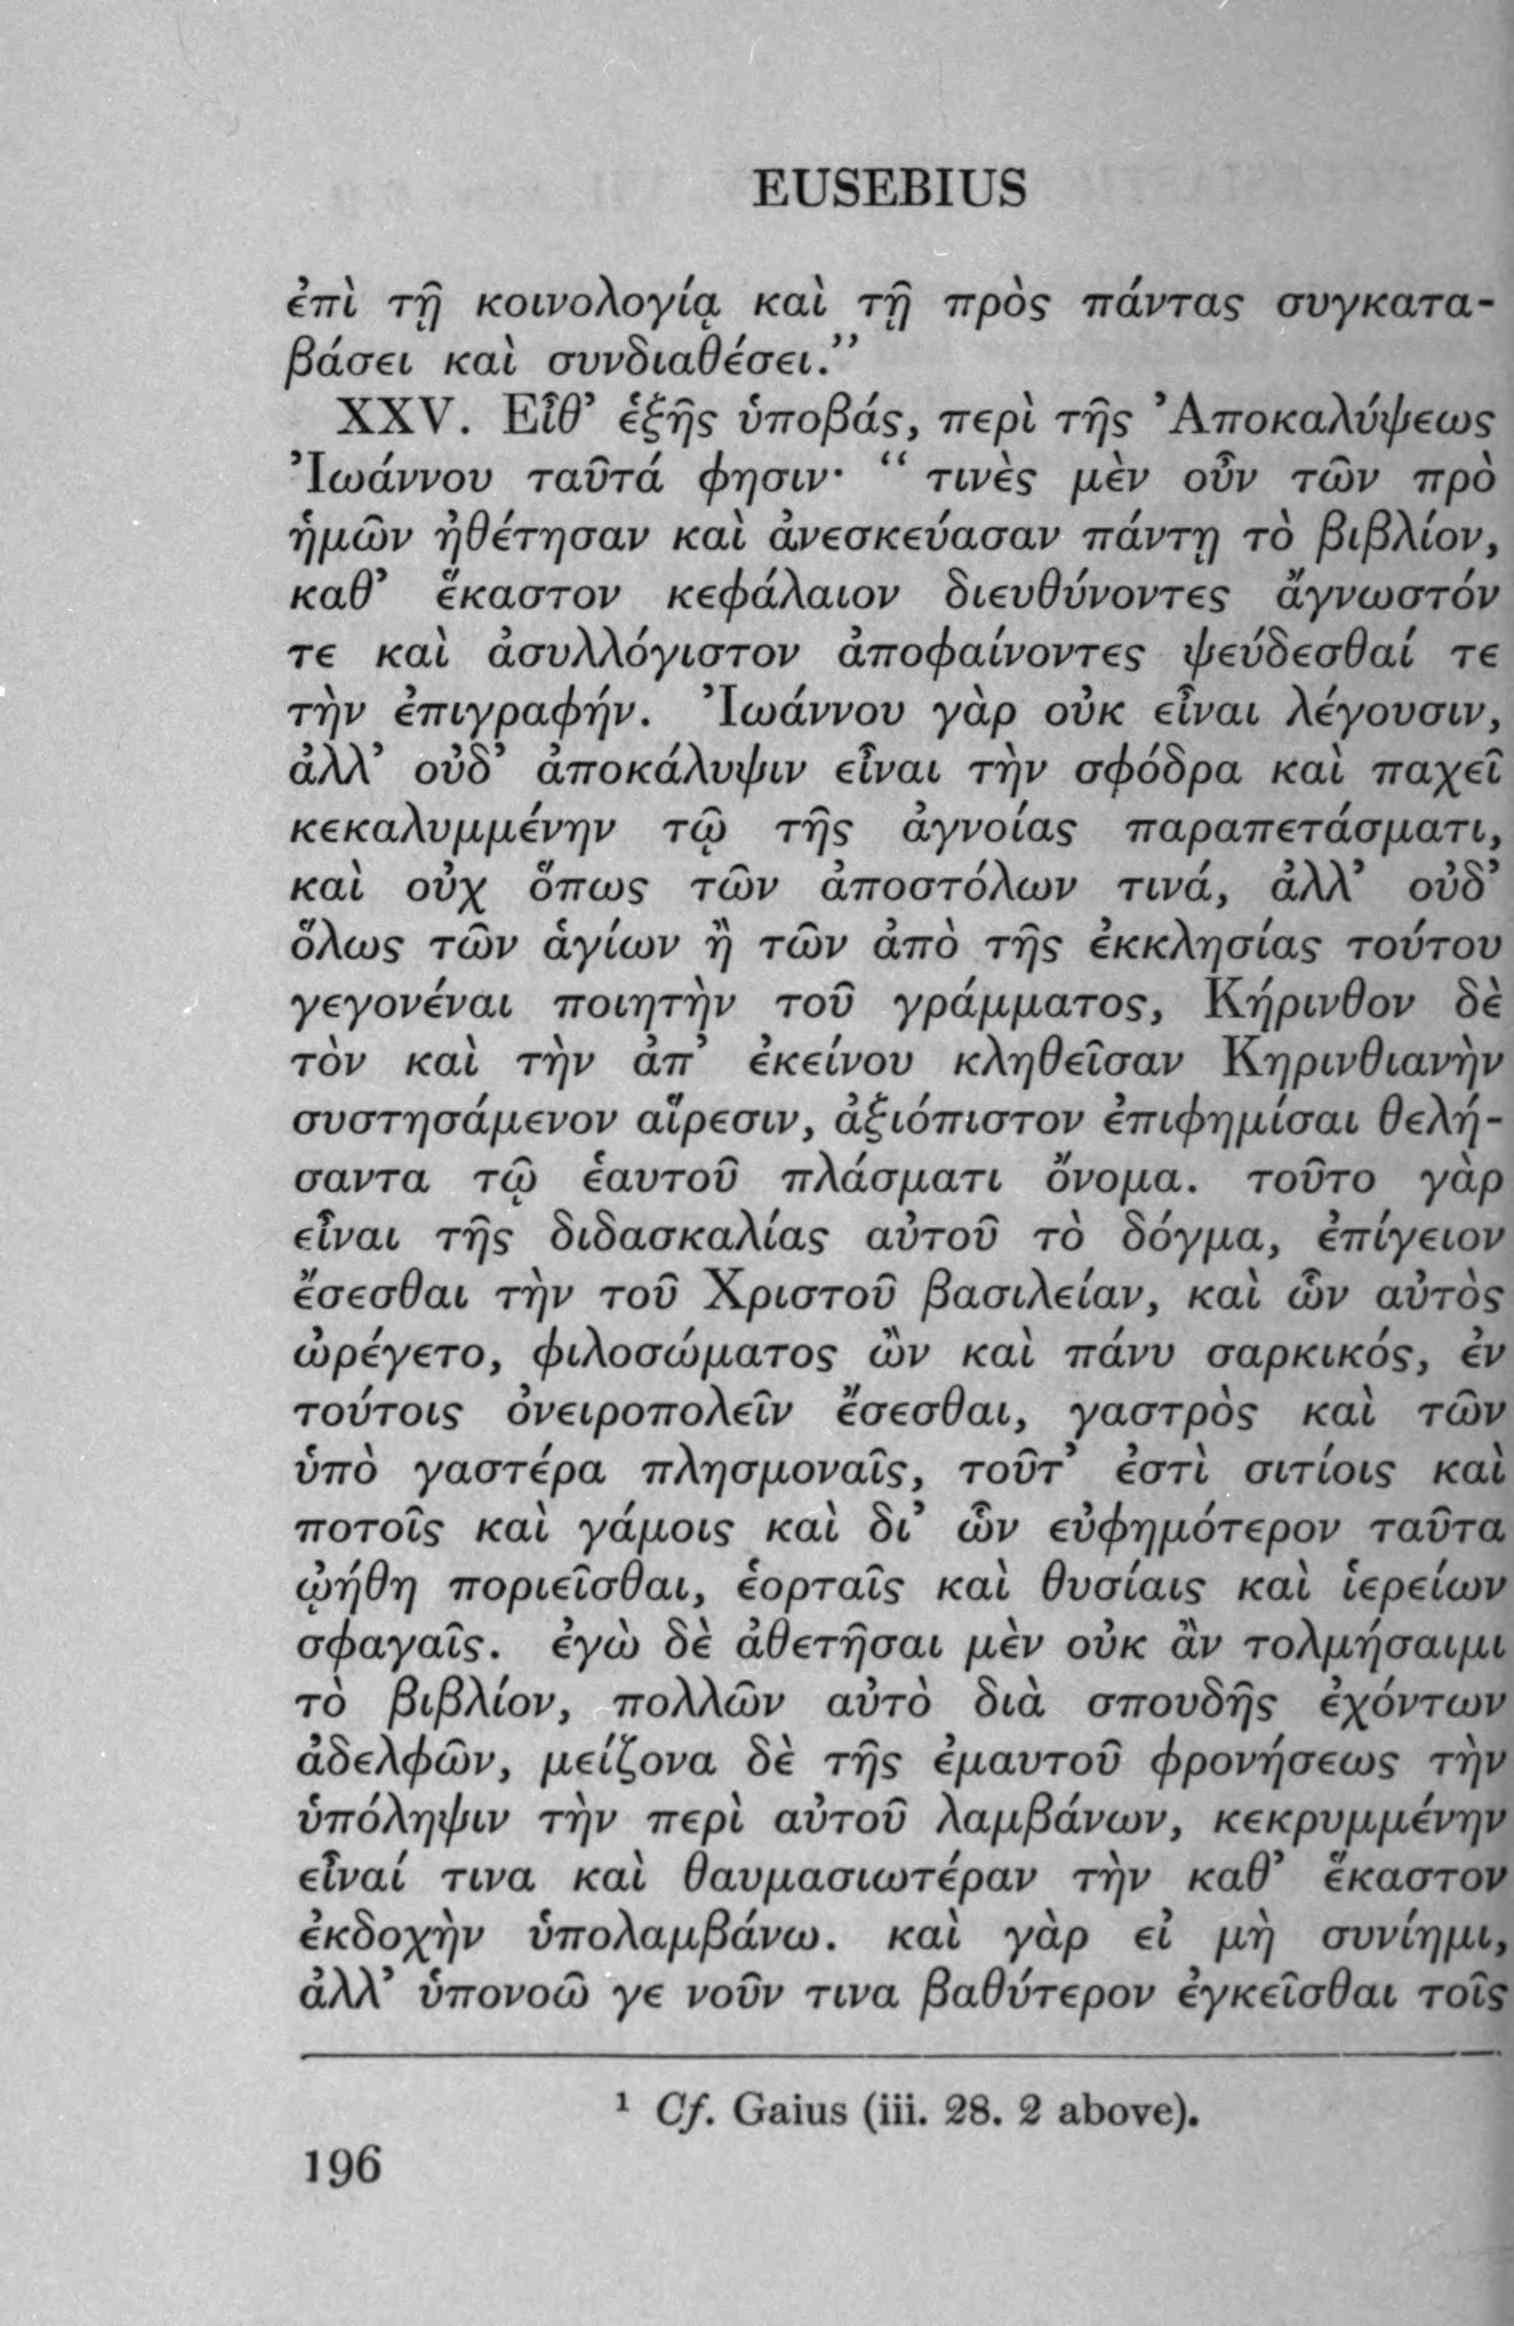 EUSEBIUS
ἐπὶ τῇ κοινολογίᾳ καὶ τῇ πρὸς πάντας συγκατα-
βάσει καὶ συνδιαθέσει.”
XXV. Εἶθ’ ἑξῆς ὑποβάς, περὶ τῆς Ἀποκαλύψεως
Ἰωάννου ταῦτά φησιν· “ τινὲς μὲν οὖν τῶν πρὸ
ἡμῶν ἠθέτησαν καὶ ἀνεσκεύασαν πάντῃ τὸ βιβλίον,
καθ’ ἕκαστον κεφάλαιον διευθύνοντες ἄγνωστόν
τε καὶ ἀσυλλόγιστον ἀποφαίνοντες ψεύδεσθαί τε
τὴν ἐπιγραφήν. Ἰωάννου γὰρ οὐκ εἶναι λέγουσιν,
ἀλλ’ οὐδ’ ἀποκάλυψιν εἶναι τὴν σφόδρα καὶ παχεῖ
κεκαλυμμένην τῷ τῆς ἀγνοίας παραπετάσματι,
καὶ οὐχ ὅπως τῶν ἀποστόλων τινά, ἀλλ’ οὐδ’
ὅλως τῶν ἁγίων ἢ τῶν ἀπὸ τῆς ἐκκλησίας τούτου
γεγονέναι ποιητὴν τοῦ γράμματος, Κήρινθον δὲ
τὸν καὶ τὴν ἀπ’ ἐκείνου κληθεῖσαν Κηρινθιανὴν
συστησάμενον αἵρεσιν, ἀξιόπιστον ἐπιφημίσαι θελή-
σαντα τῷ ἑαυτοῦ πλάσματι ὄνομα. τοῦτο γὰρ
εἶναι τῆς διδασκαλίας αὐτοῦ τὸ δόγμα, ἐπίγειον
ἔσεσθαι τὴν τοῦ Χριστοῦ βασιλείαν, καὶ ὧν αὐτὸς
ὠρέγετο, φιλοσώματος ὢν καὶ πάνυ σαρκικός, ἐν
τούτοις ὀνειροπολεῖν ἔσεσθαι, γαστρὸς καὶ τῶν
ὑπὸ γαστέρα πλησμοναῖς, τοῦτ’ ἐστὶ σιτίοις καὶ
ποτοῖς καὶ γάμοις καὶ δι’ ὧν εὐφημότερον ταῦτα
ᾠήθη ποριεῖσθαι, ἑορταῖς καὶ θυσίαις καὶ ἱερείων
σφαγαῖς. ἐγὼ δὲ ἀθετῆσαι μὲν οὐκ ἂν τολμήσαιμι
τὸ βιβλίον, πολλῶν αὐτὸ διὰ σπουδῆς ἐχόντων
ἀδελφῶν, μείζονα δὲ τῆς ἐμαυτοῦ φρονήσεως τὴν
ὑπόληψιν τὴν περὶ αὐτοῦ λαμβάνων, κεκρυμμένην
εἶναί τινα καὶ θαυμασιωτέραν τὴν καθ’ ἕκαστον
ἐκδοχὴν ὑπολαμβάνω. καὶ γὰρ εἰ μὴ συνίημι,
ἀλλ’ ὑπονοῶ γε νοῦν τινα βαθύτερον ἐγκεῖσθαι τοῖς
¹ Cf. Gaius (iii. 28. 2 above).
196